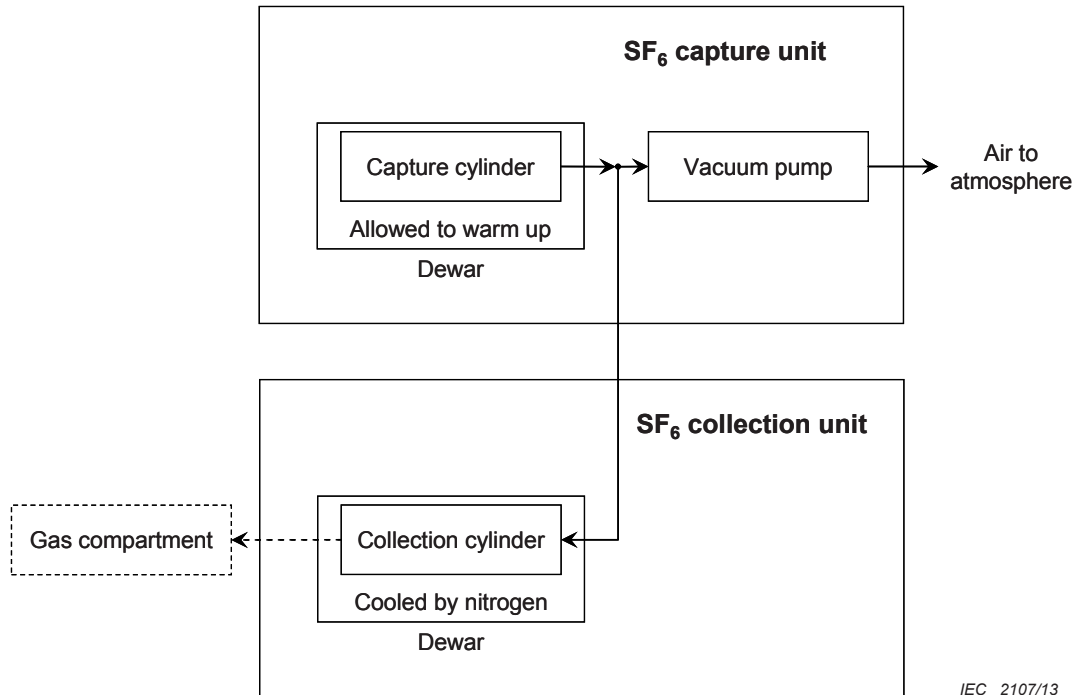 SF₆ capture unit
Capture cylinder
Vacuum pump
Air to
atmosphere
Allowed to warm up
Dewar
SF₆ collection unit
Gas compartment
Collection cylinder
Cooled by nitrogen
Dewar
IEC 2107/13